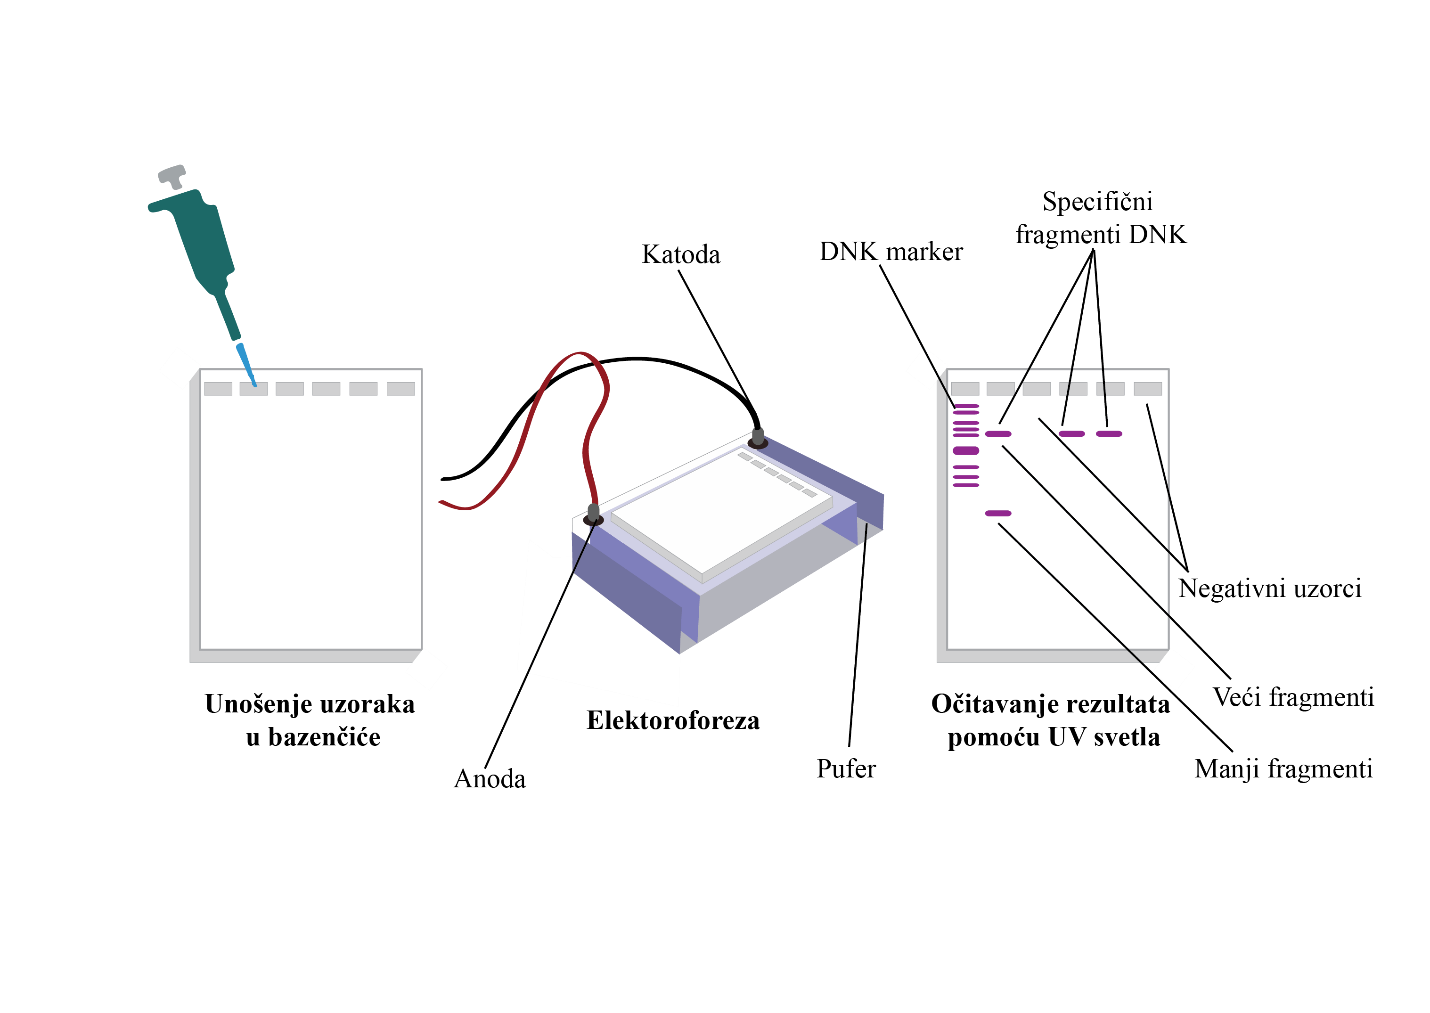 Specifični
fragmenti DNK
DNK marker
Katoda
Negativni uzorci
Veći fragmenti
Manji fragmenti
Unošenje uzoraka
u bazenčiće
Elektoroforeza
Očitavanje rezultata
pomoću UV svetla
Anoda
Pufer